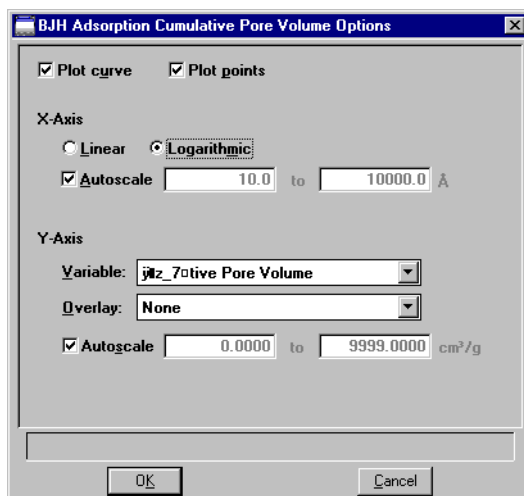 BJH Adsorption Cumulative Pore Volume Options
Plot curve Plot points
X-Axis
Linear Logarithmic
Autoscale 10.0 to 10000.0 Å
Y-Axis
Variable: tive Pore Volume
Overlay: None
Autoscale 0.0000 to 9999.0000 cm³/g
OK Cancel